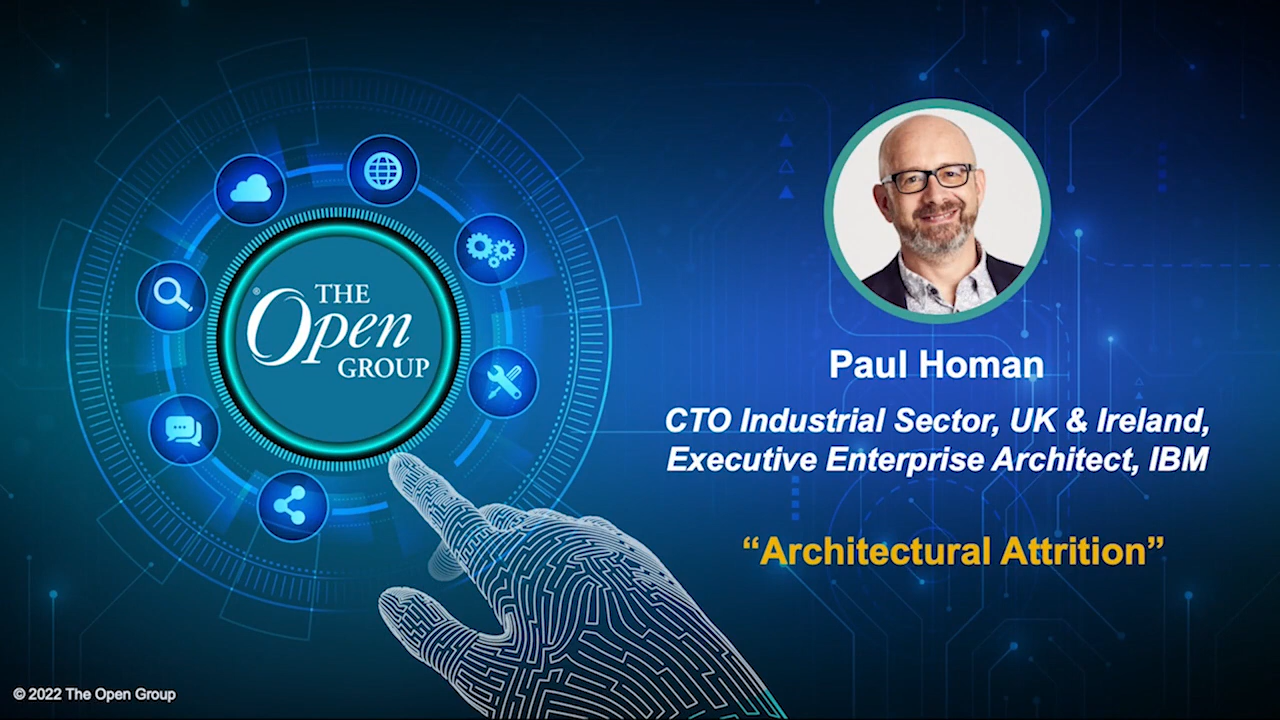 ® THE
Open
GROUP
Paul Homan
CTO Industrial Sector, UK & Ireland,
Executive Enterprise Architect, IBM
“Architectural Attrition”
© 2022 The Open Group